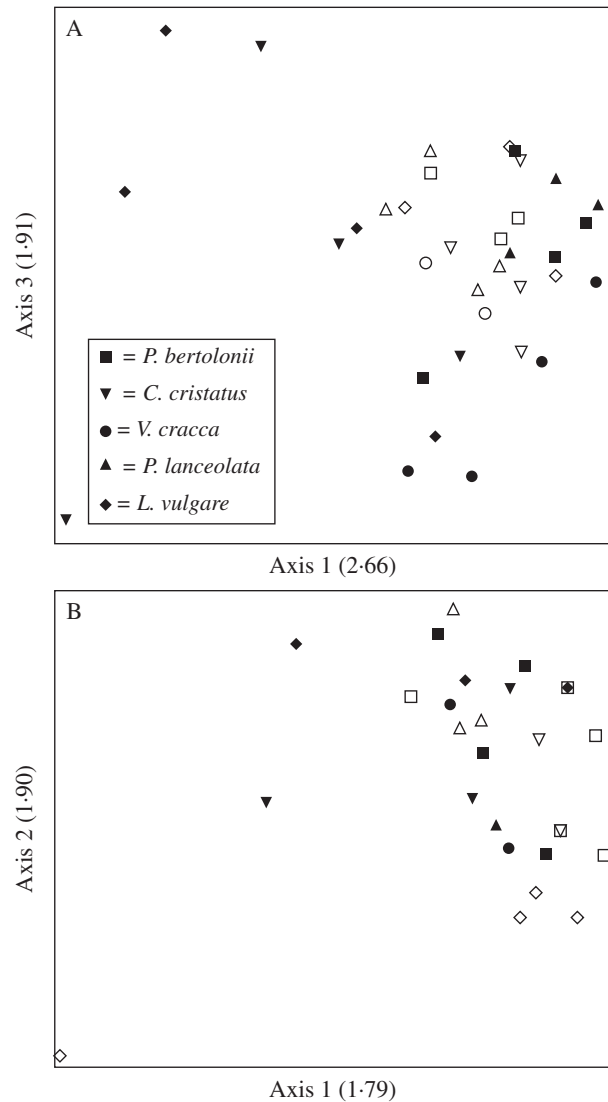 A
Axis 3 (1·91)
■ = P. bertolonii
▼ = C. cristatus
● = V. cracca
▲ = P. lanceolata
◆ = L. vulgare
Axis 1 (2·66)
B
Axis 2 (1·90)
Axis 1 (1·79)